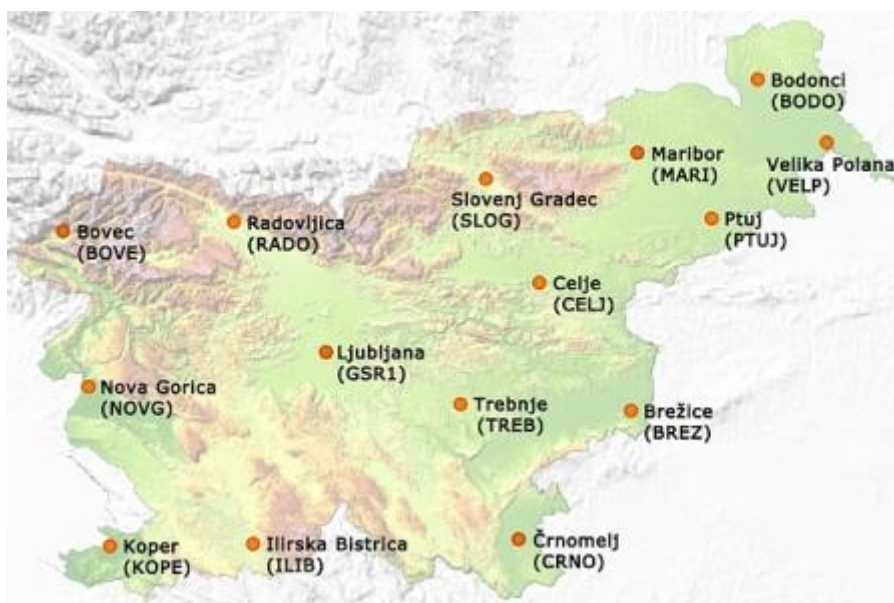 Bodonci
(BODO)
Maribor
(MARI)
Velika Polana
(VELP)
Slovenj Gradec
(SLOG)
Ptuj
(PTUJ)
Radovljica
(RADO)
Bovec
(BOVE)
Celje
(CELJ)
Ljubljana
(GSR1)
Nova Gorica
(NOVG)
Trebnje
(TREB)
Brežice
(BREZ)
Koper
(KOPE)
Ilirska Bistrica
(ILIB)
Črnomelj
(CRNO)